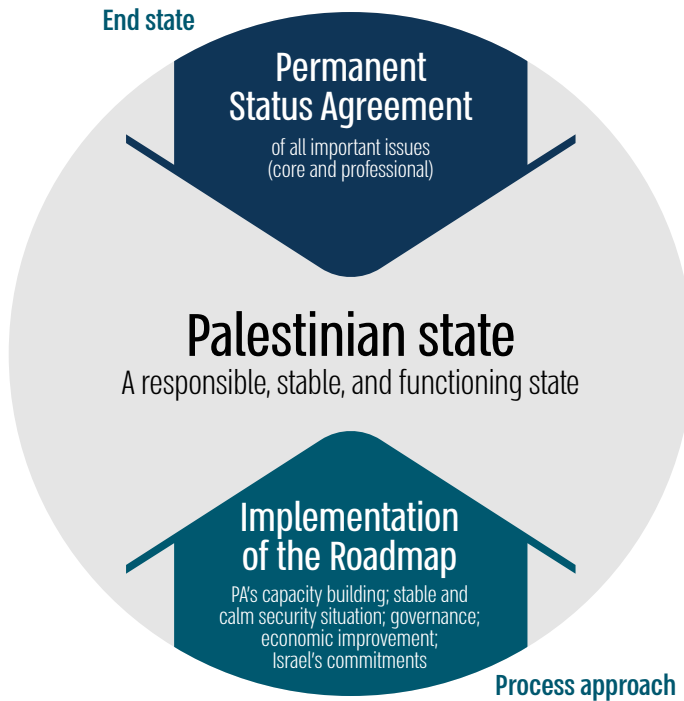 End state
Permanent
Status Agreement
of all important issues
(core and professional)
Palestinian state
A responsible, stable, and functioning state
Implementation
of the Roadmap
PA's capacity building; stable and
calm security situation; governance;
economic improvement;
Israel's commitments
Process approach